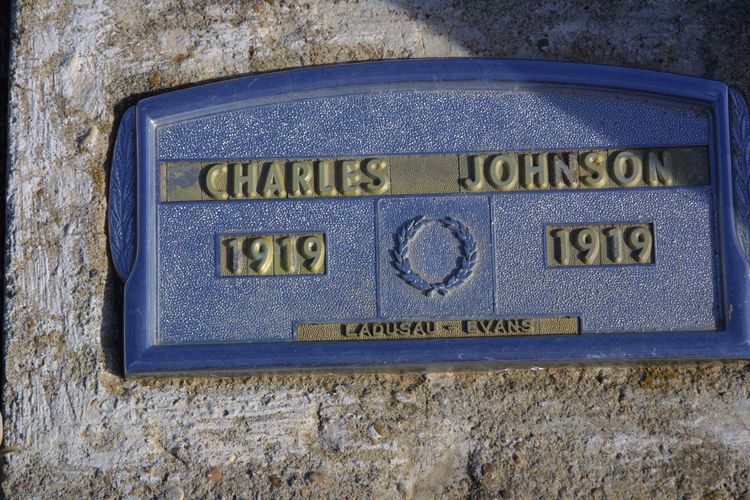 CHARLES JOHNSON
1919 1919
LADUSAU - EVANS